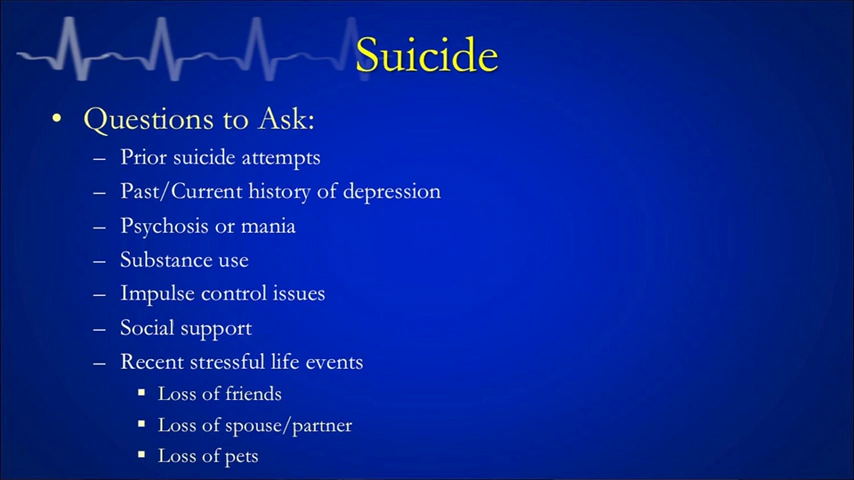 Suicide
• Questions to Ask:
– Prior suicide attempts
– Past/Current history of depression
– Psychosis or mania
– Substance use
– Impulse control issues
– Social support
– Recent stressful life events
▪ Loss of friends
▪ Loss of spouse/partner
▪ Loss of pets